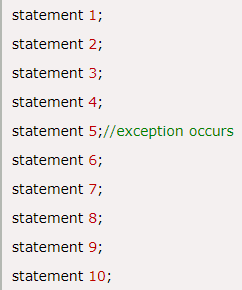 statement 1;
statement 2;
statement 3;
statement 4;
statement 5;//exception occurs
statement 6;
statement 7;
statement 8;
statement 9;
statement 10;